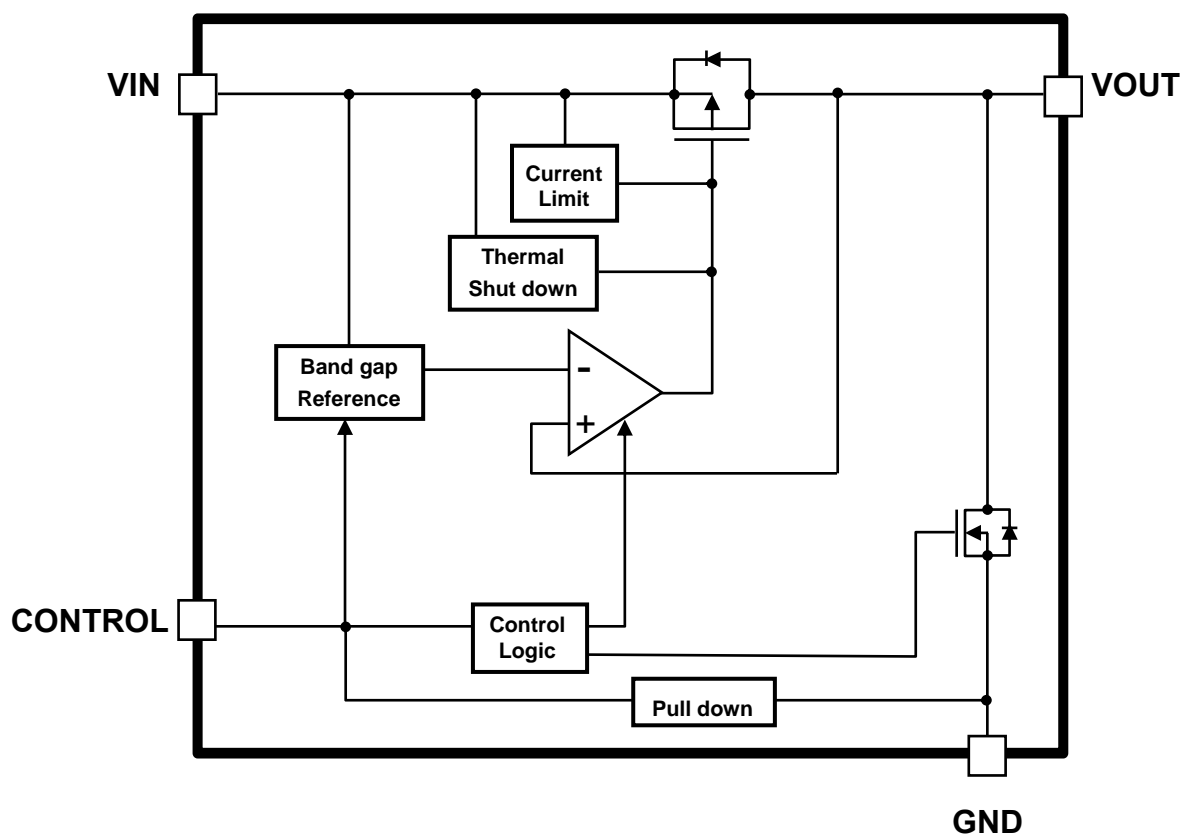 VIN
VOUT
Current
Limit
Thermal
Shut down
Band gap
Reference
-
+
CONTROL
Control
Logic
Pull down
GND